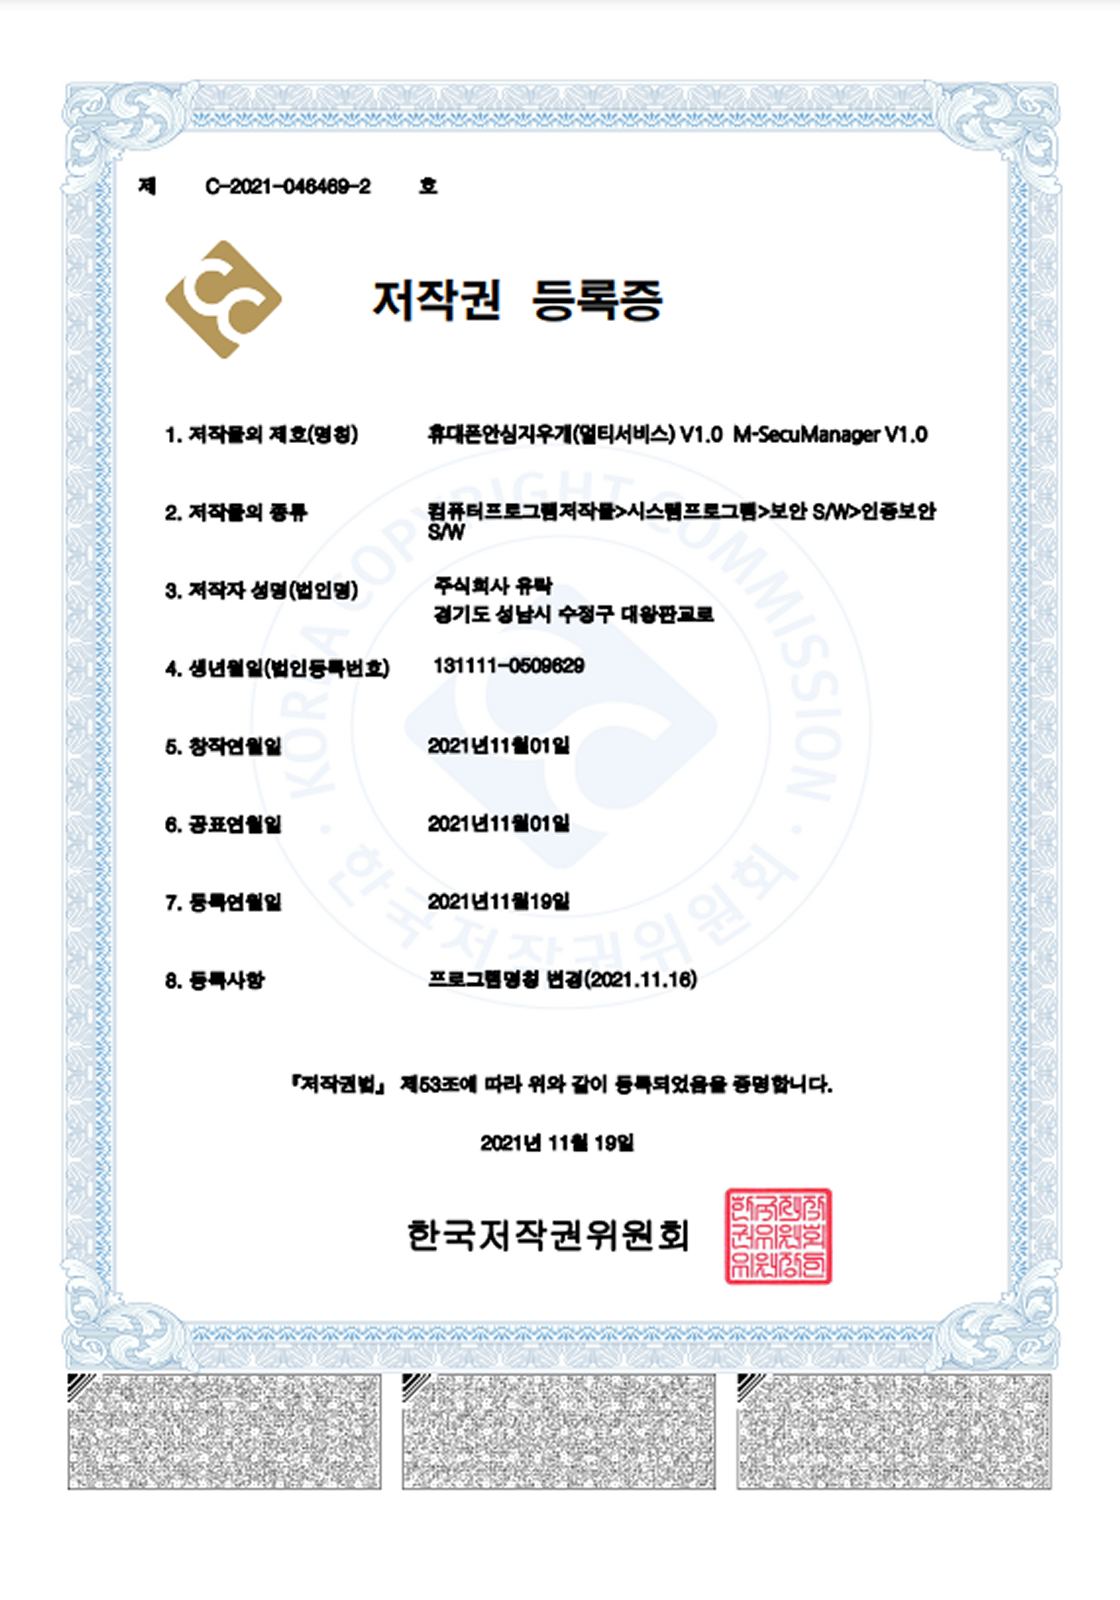 제 C-2021-046469-2 호
저작권 등록증
1. 저작물의 제호(명칭) 휴대폰안심지우개(멀티서비스) V1.0 M-SecuManager V1.0
2. 저작물의 종류 컴퓨터프로그램저작물>시스템프로그램>보안 S/W>인증보안
S/W
3. 저작자 성명(법인명) 주식회사 유락
경기도 성남시 수정구 대왕판교로
4. 생년월일(법인등록번호) 131111-0509629
5. 창작연월일 2021년11월01일
6. 공표연월일 2021년11월01일
7. 등록연월일 2021년11월19일
8. 등록사항 프로그램명칭 변경(2021.11.16)
『저작권법』 제53조에 따라 위와 같이 등록되었음을 증명합니다.
2021년 11월 19일
한국저작권위원회
KOREA COPYRIGHT COMMISSION
한국저작권위원회